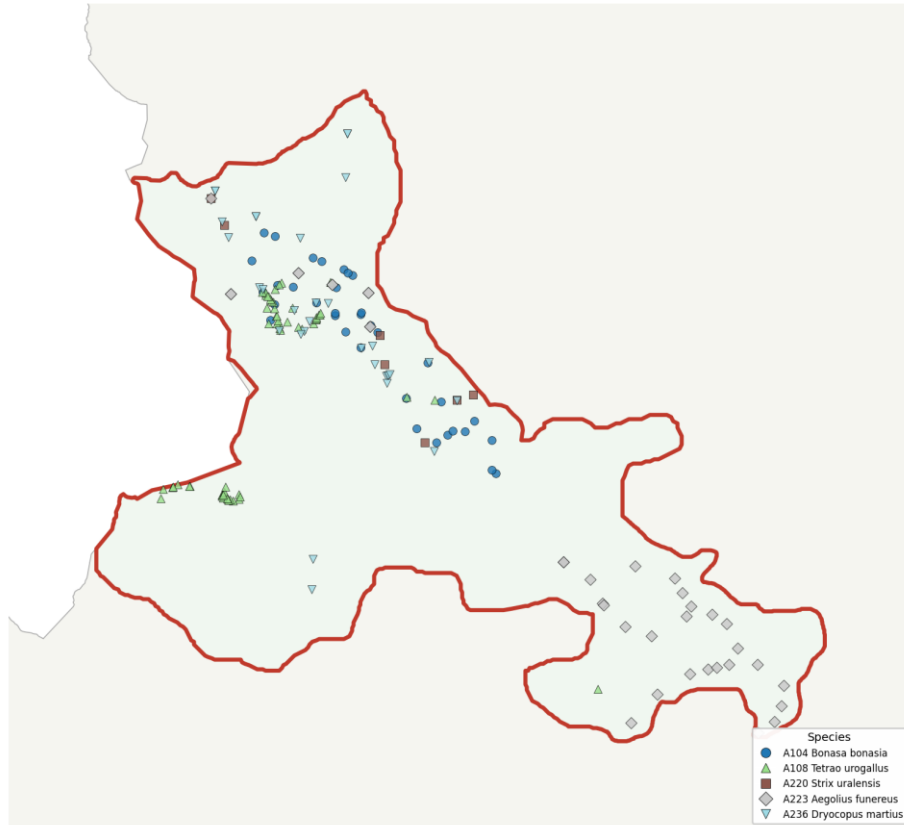 Species
A104 Bonasa bonasia
A108 Tetrao urogallus
A220 Strix uralensis
A223 Aegolius funereus
A236 Dryocopus martius